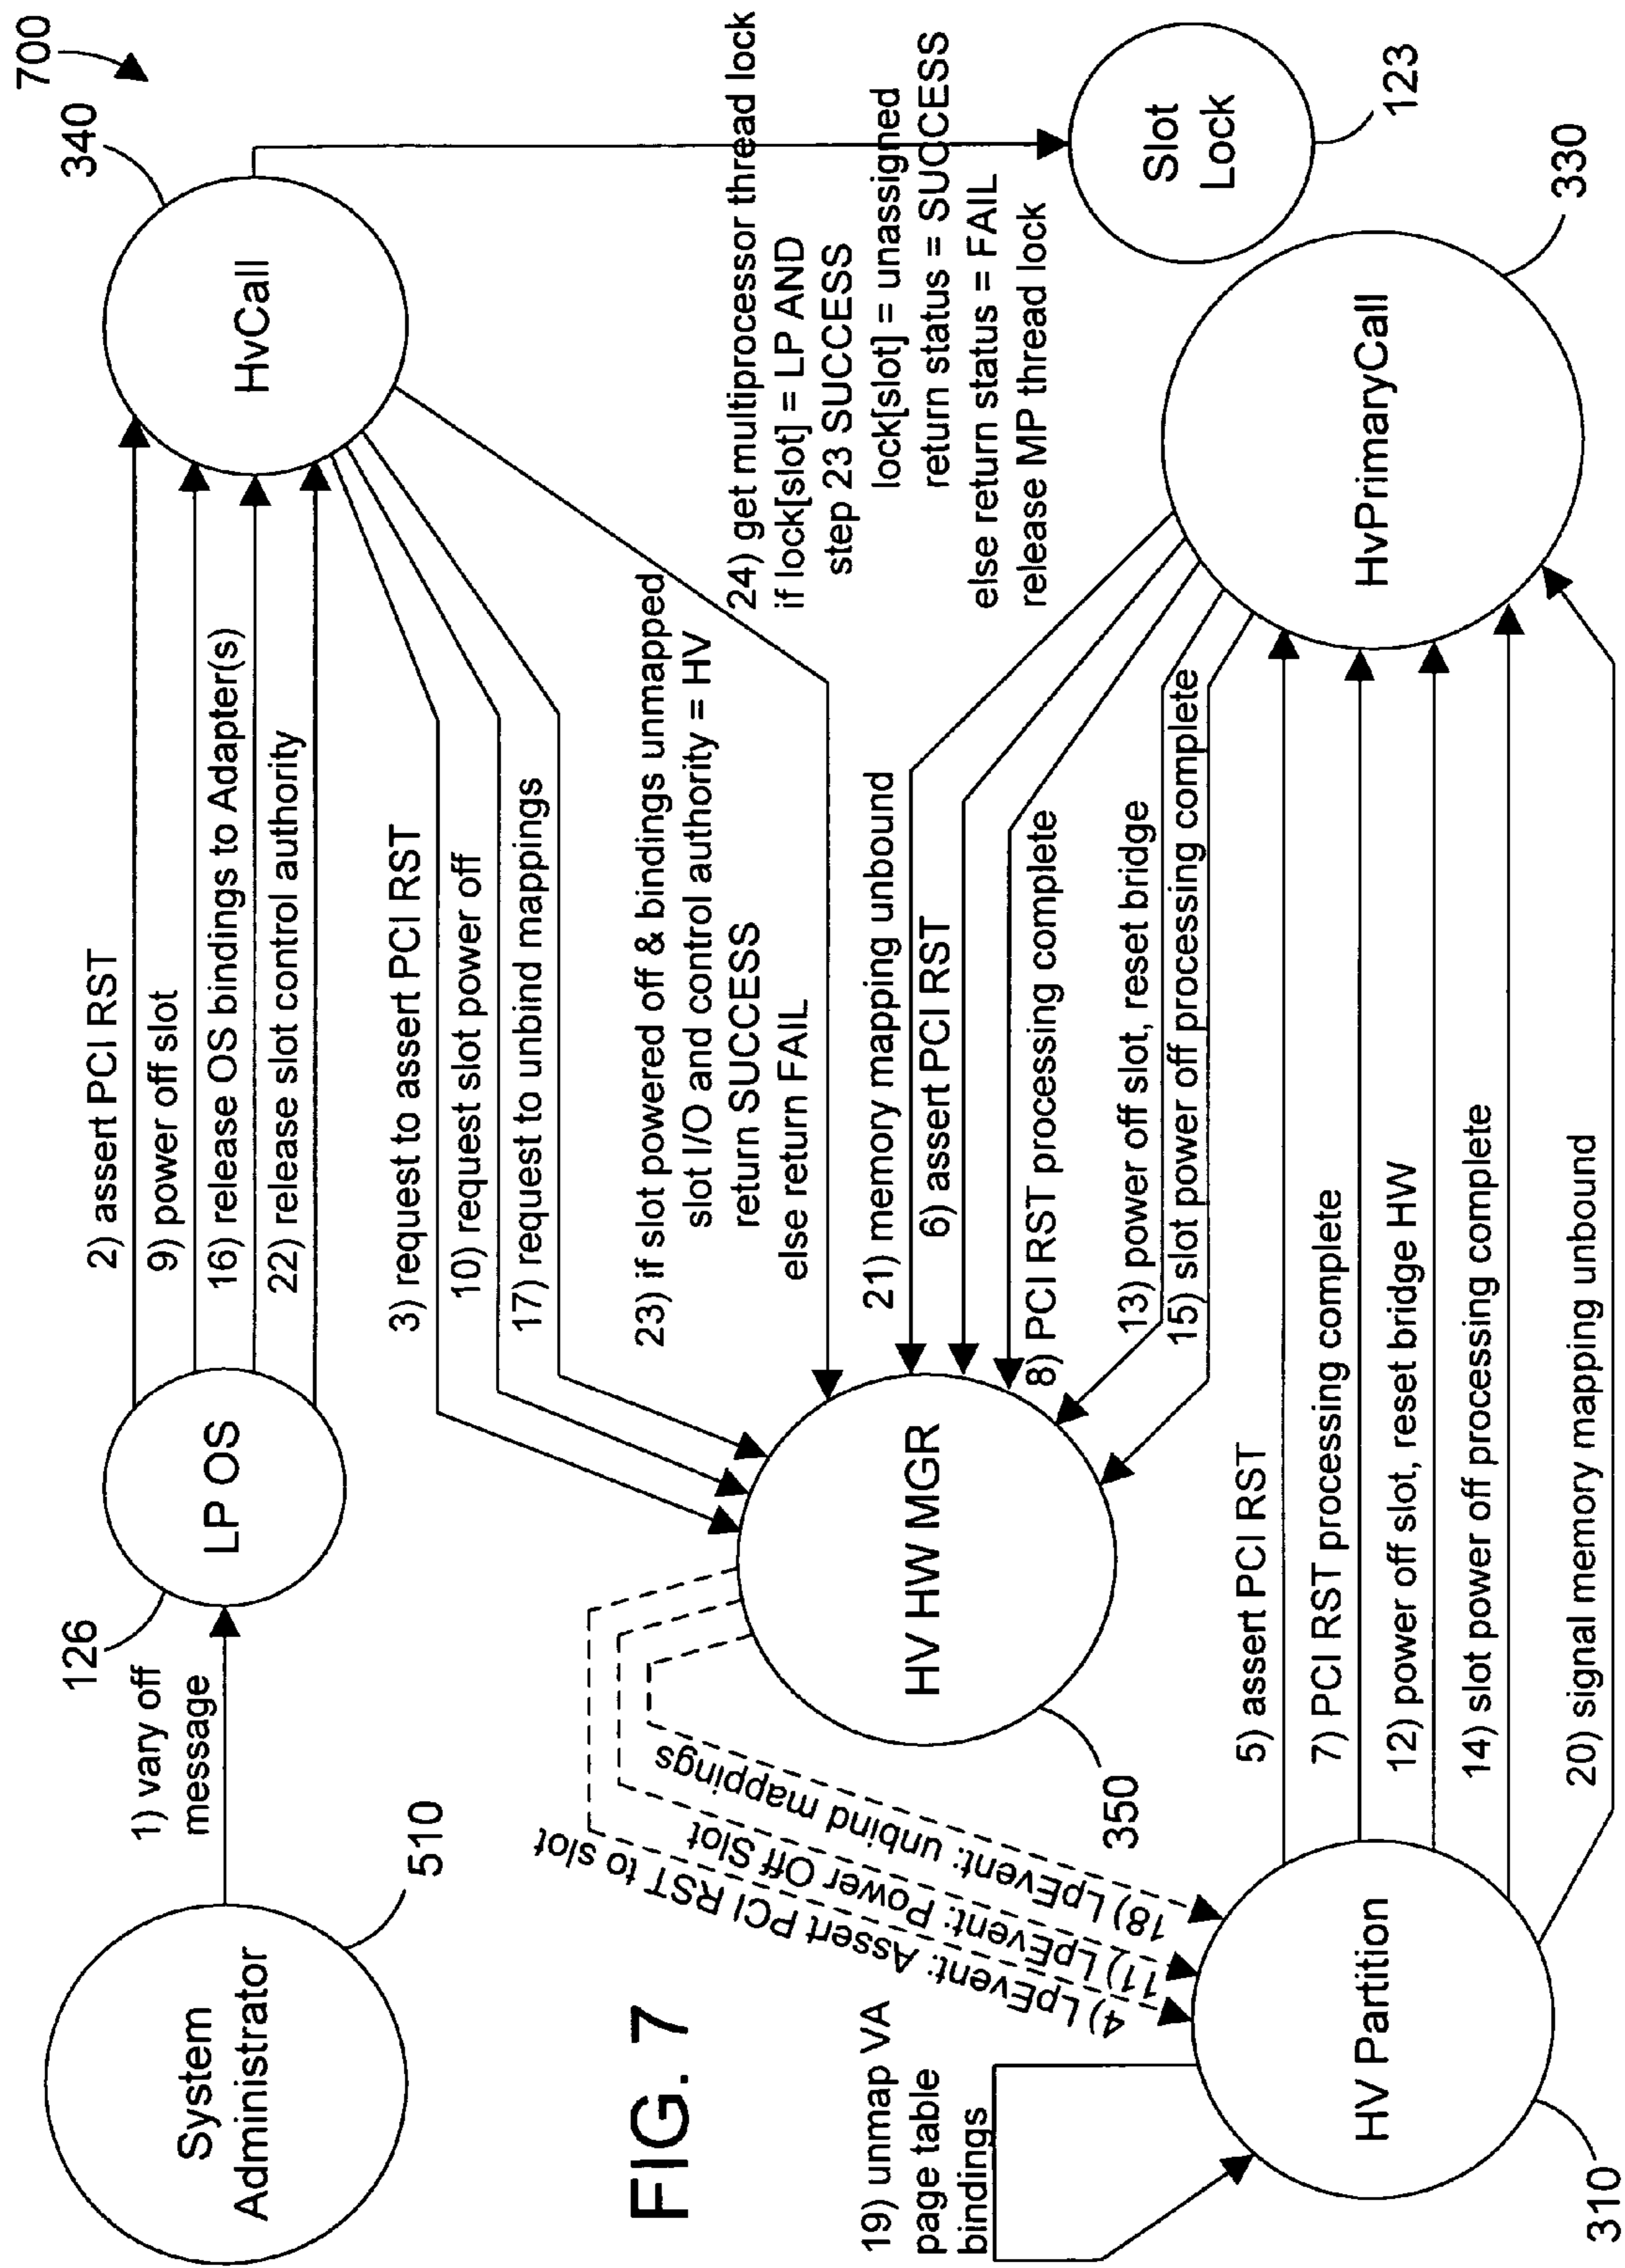 700
340
HvCall
2) assert PCI RST
9) power off slot
16) release OS bindings to Adapter(s)
22) release slot control authority
LP OS
126
1) vary off
message
System
Administrator
510
3) request to assert PCI RST
10) request slot power off
17) request to unbind mappings
23) if slot powered off & bindings unmapped
slot I/O and control authority = HV
return SUCCESS
else return FAIL
24) get multiprocessor thread lock
if lock[slot] = LP AND
step 23 SUCCESS
lock[slot] = unassigned
return status = SUCCESS
else return status = FAIL
release MP thread lock
Slot
Lock
123
HV HW MGR
350
4) LpEvent: Assert PCI RST to slot
11) LpEvent: Power Off Slot
18) LpEvent: unbind mappings
21) memory mapping unbound
6) assert PCI RST
8) PCI RST processing complete
13) power off slot, reset bridge
15) slot power off processing complete
HvPrimaryCall
330
5) assert PCI RST
7) PCI RST processing complete
12) power off slot, reset bridge HW
14) slot power off processing complete
20) signal memory mapping unbound
19) unmap VA
page table
bindings
HV Partition
310
FIG. 7